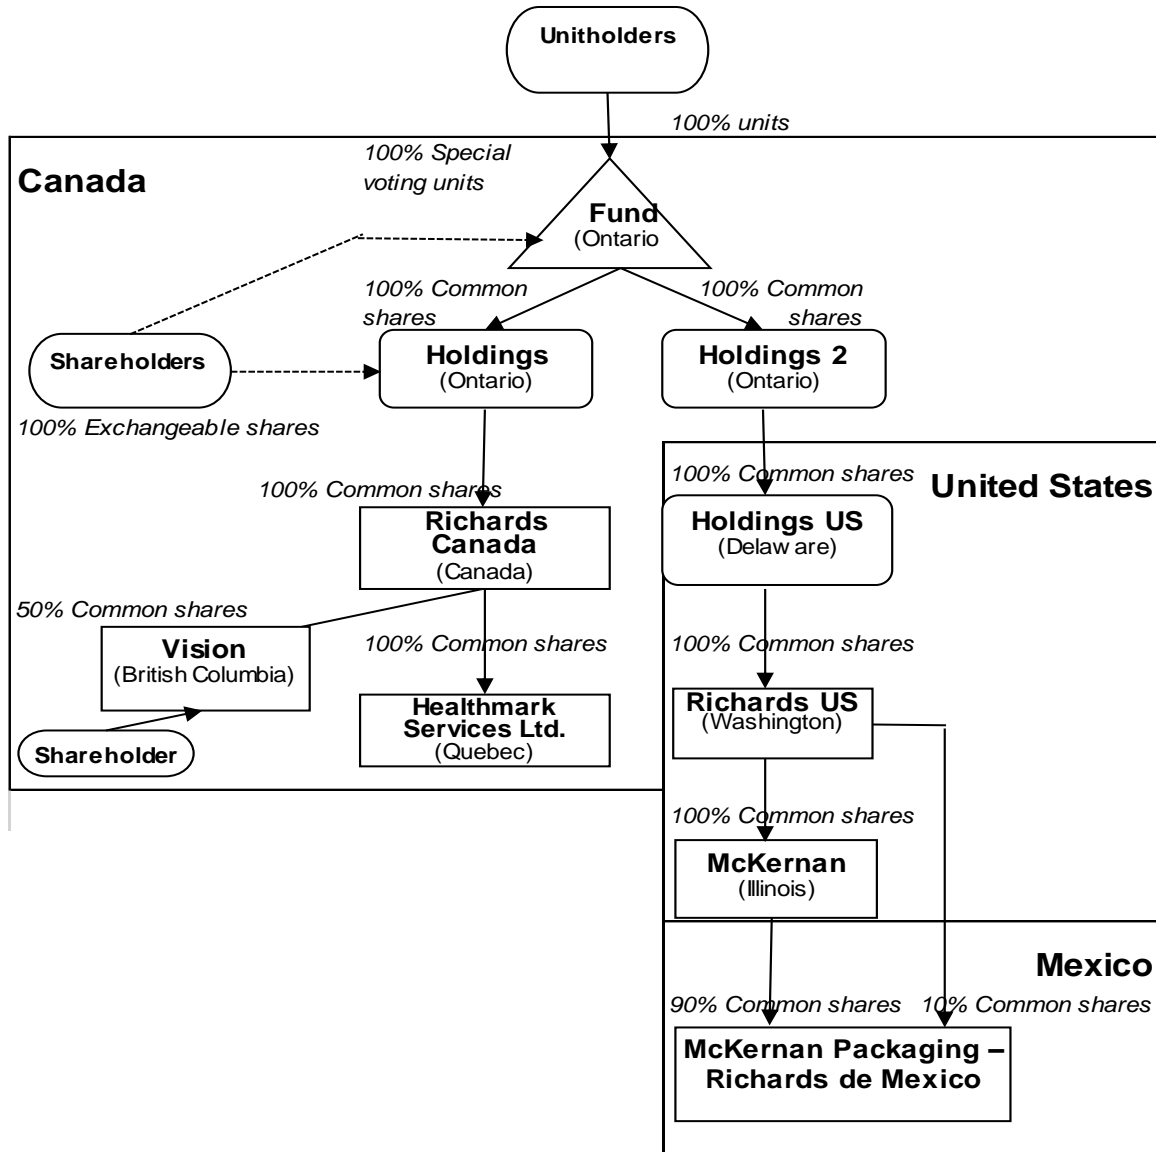 Unitholders
100% units
Canada
100% Special
voting units
Fund
(Ontario
100% Common
shares
100% Common
shares
Shareholders
Holdings
(Ontario)
Holdings 2
(Ontario)
100% Exchangeable shares
100% Common shares
United States
100% Common shares
Richards
Canada
(Canada)
Holdings US
(Delaware)
50% Common shares
Vision
(British Columbia)
100% Common shares
100% Common shares
Healthmark
Services Ltd.
(Quebec)
Richards US
(Washington)
Shareholder
100% Common shares
McKernan
(Illinois)
Mexico
90% Common shares
10% Common shares
McKernan Packaging –
Richards de Mexico